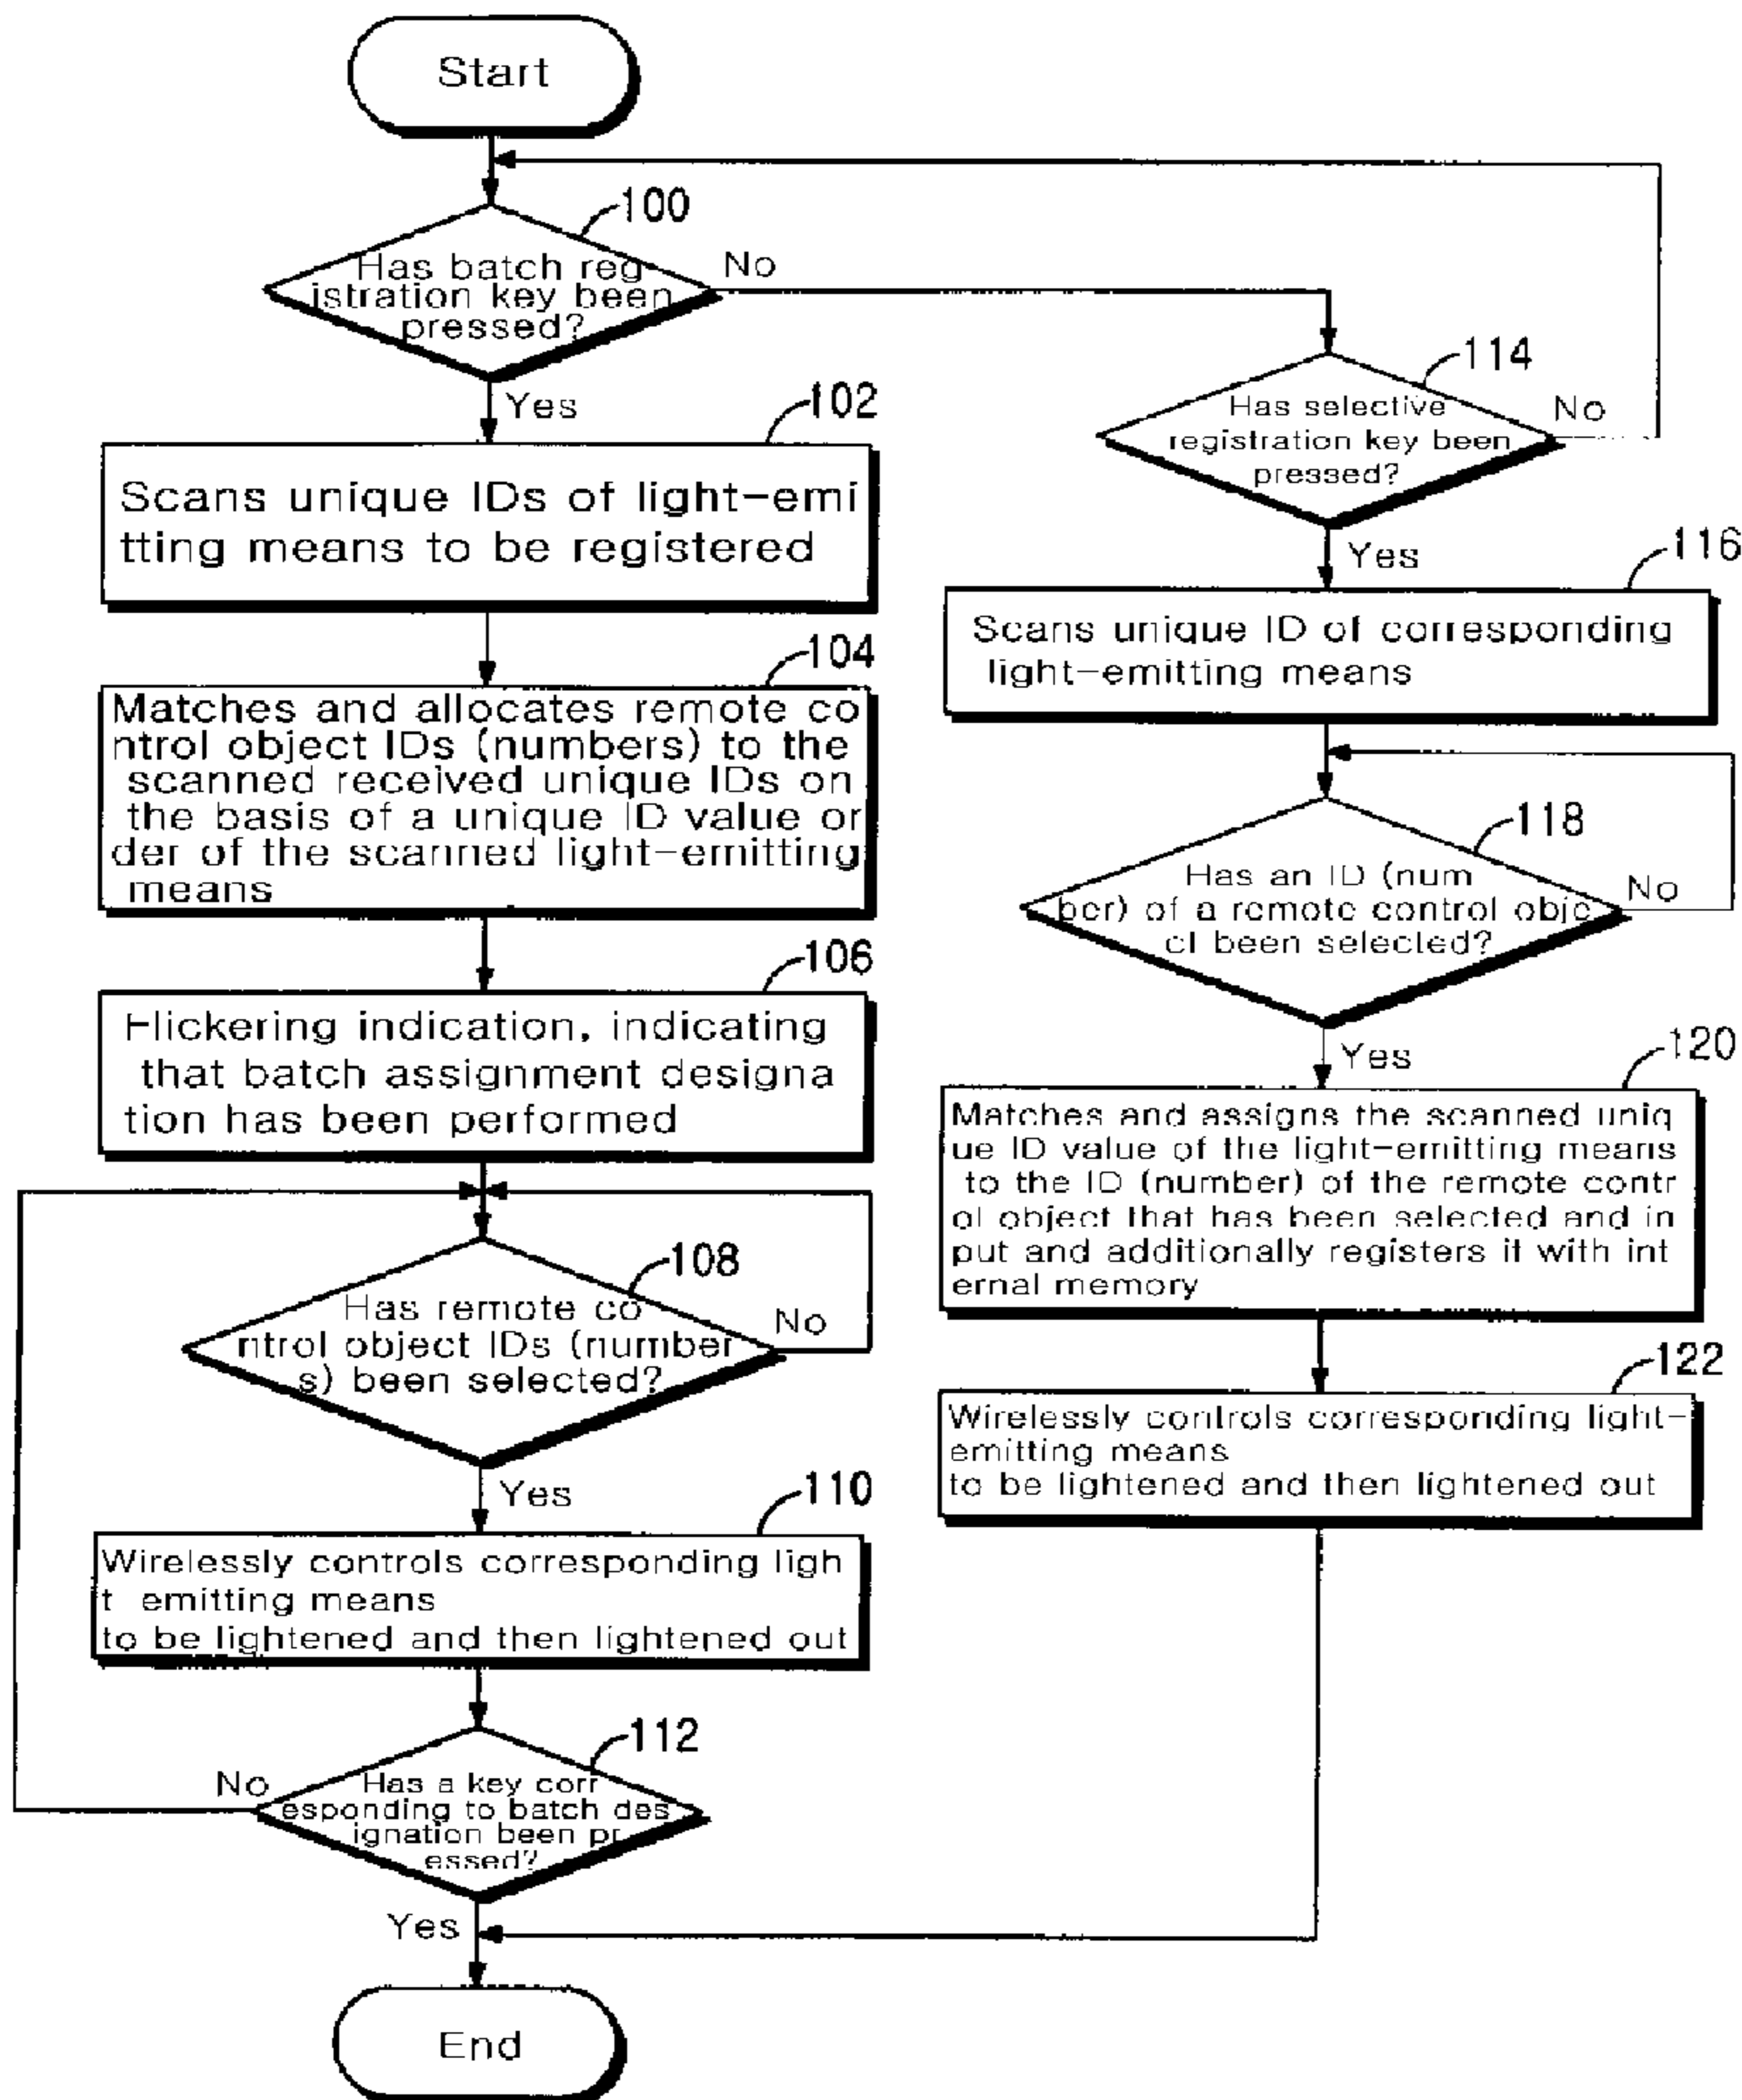 Start
100
Has batch reg
istration key been
pressed?
No
Yes
114
Has selective
registration key been
pressed?
No
Yes
102
Scans unique IDs of light-emi
tting means to be registered
116
Scans unique ID of corresponding
light-emitting means
104
Matches and allocates remote co
ntrol object IDs (numbers) to the
scanned received unique IDs on
the basis of a unique ID value or
der of the scanned light-emitting
means
118
Has an ID (num
ber) of a remote control obje
ct been selected?
No
Yes
106
Flickering indication, indicating
that batch assignment designa
tion has been performed
120
Matches and assigns the scanned uniq
ue ID value of the light-emitting means
to the ID (number) of the remote contr
ol object that has been selected and in
put and additionally registers it with int
ernal memory
108
Has remote co
ntrol object IDs (number
s) been selected?
No
Yes
122
Wirelessly controls corresponding light-
emitting means
to be lightened and then lightened out
110
Wirelessly controls corresponding ligh
t emitting means
to be lightened and then lightened out
112
Has a key corr
esponding to batch des
ignation been pr
essed?
No
Yes
End